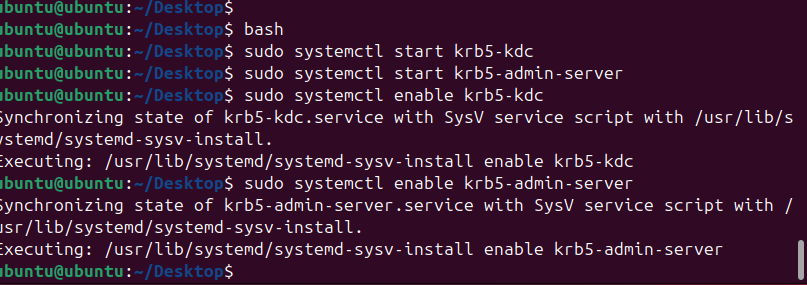 ubuntu@ubuntu:~/Desktop$
ubuntu@ubuntu:~/Desktop$ bash
ubuntu@ubuntu:~/Desktop$ sudo systemctl start krb5-kdc
ubuntu@ubuntu:~/Desktop$ sudo systemctl start krb5-admin-server
ubuntu@ubuntu:~/Desktop$ sudo systemctl enable krb5-kdc
Synchronizing state of krb5-kdc.service with SysV service script with /usr/lib/s
ystemd/systemd-sysv-install.
Executing: /usr/lib/systemd/systemd-sysv-install enable krb5-kdc
ubuntu@ubuntu:~/Desktop$ sudo systemctl enable krb5-admin-server
Synchronizing state of krb5-admin-server.service with SysV service script with /
usr/lib/systemd/systemd-sysv-install.
Executing: /usr/lib/systemd/systemd-sysv-install enable krb5-admin-server
ubuntu@ubuntu:~/Desktop$